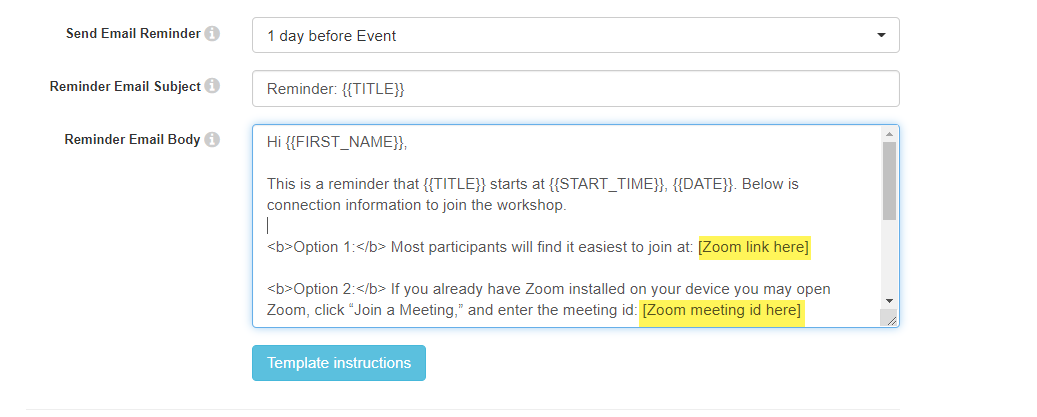 Send Email Reminder
1 day before Event
Reminder Email Subject
Reminder: {{TITLE}}
Reminder Email Body
Hi {{FIRST_NAME}},
This is a reminder that {{TITLE}} starts at {{START_TIME}}, {{DATE}}. Below is
connection information to join the workshop.
<b>Option 1:</b> Most participants will find it easiest to join at: [Zoom link here]
<b>Option 2:</b> If you already have Zoom installed on your device you may open
Zoom, click “Join a Meeting,” and enter the meeting id: [Zoom meeting id here]
Template instructions